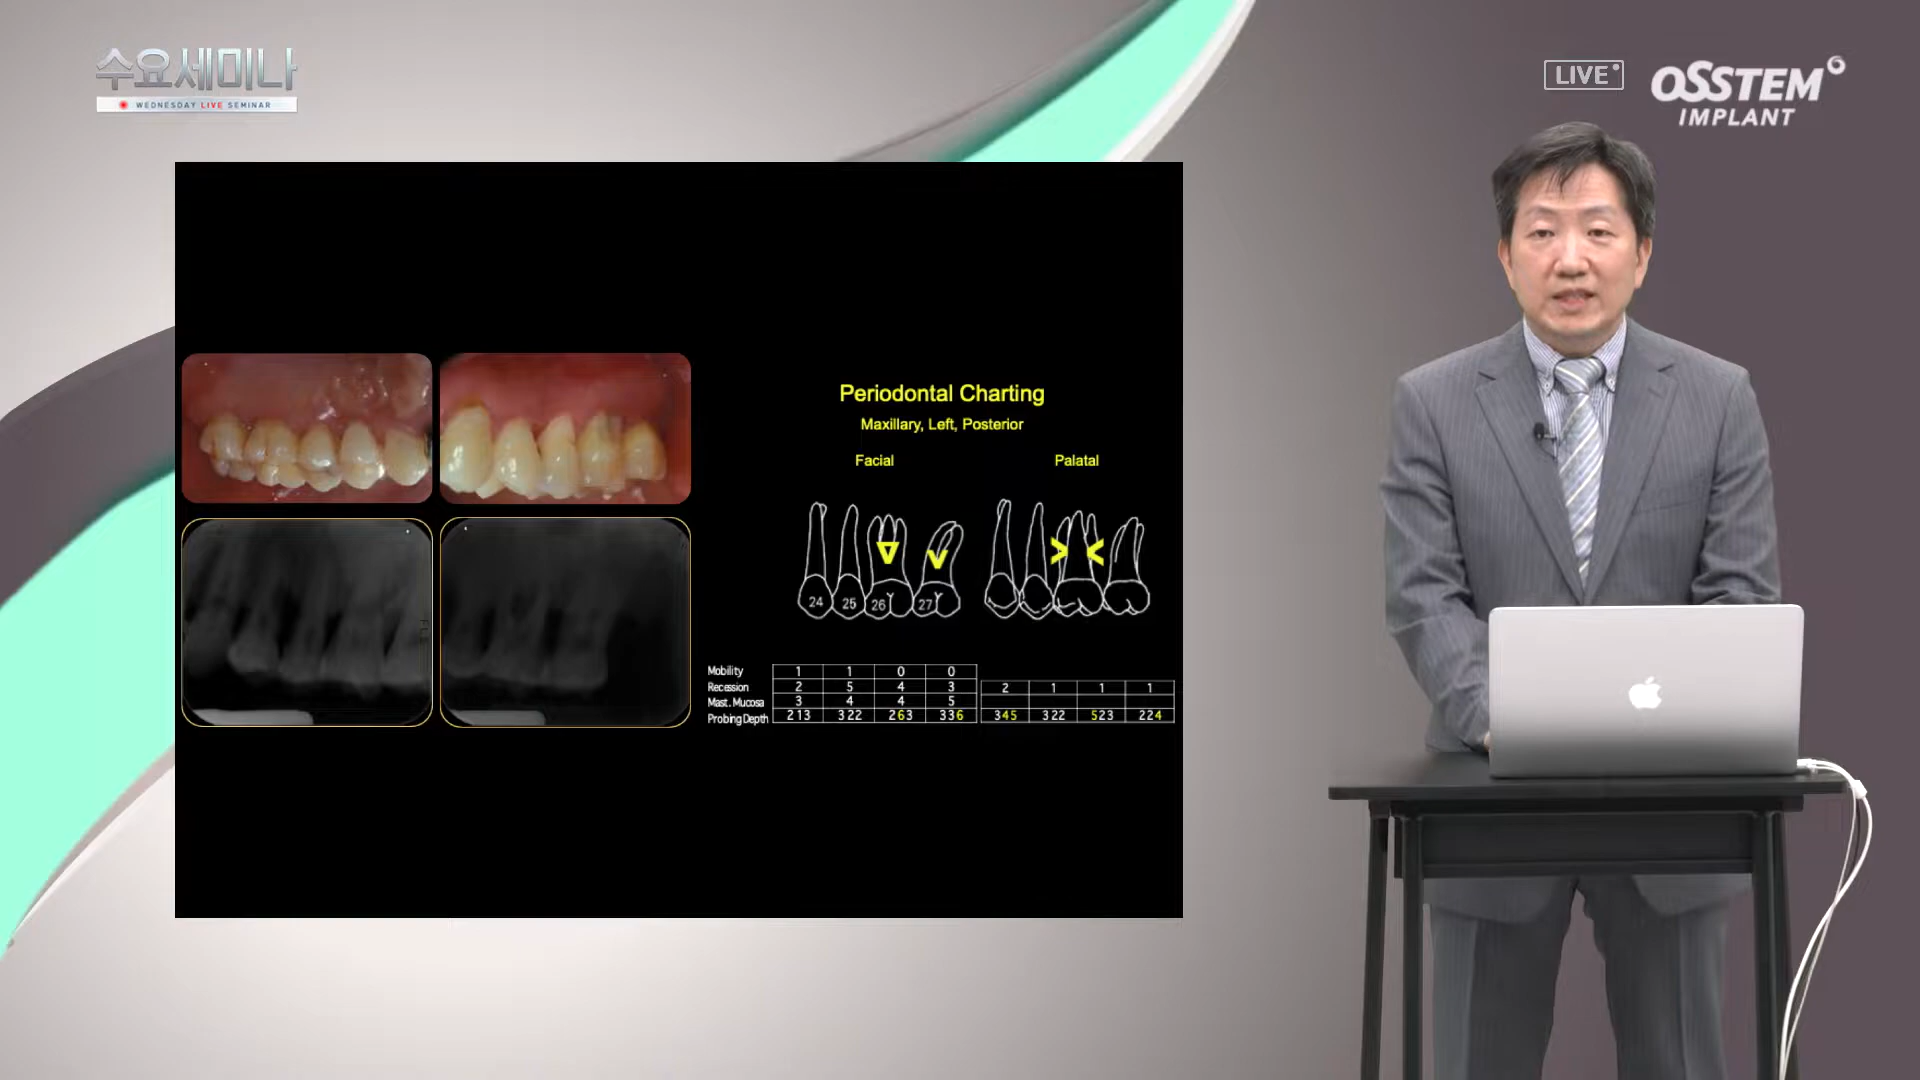 수요세미나
WEDNESDAY LIVE SEMINAR
LIVE
OSSTEM
IMPLANT
Periodontal Charting
Maxillary, Left, Posterior
Facial Palatal
24 25 26 27
Mobility 1 1 0 0
Recession 2 5 4 3 2 1 1 1
Mast. Mucosa 3 4 4 5
Probing Depth 213 322 263 336 345 322 523 224